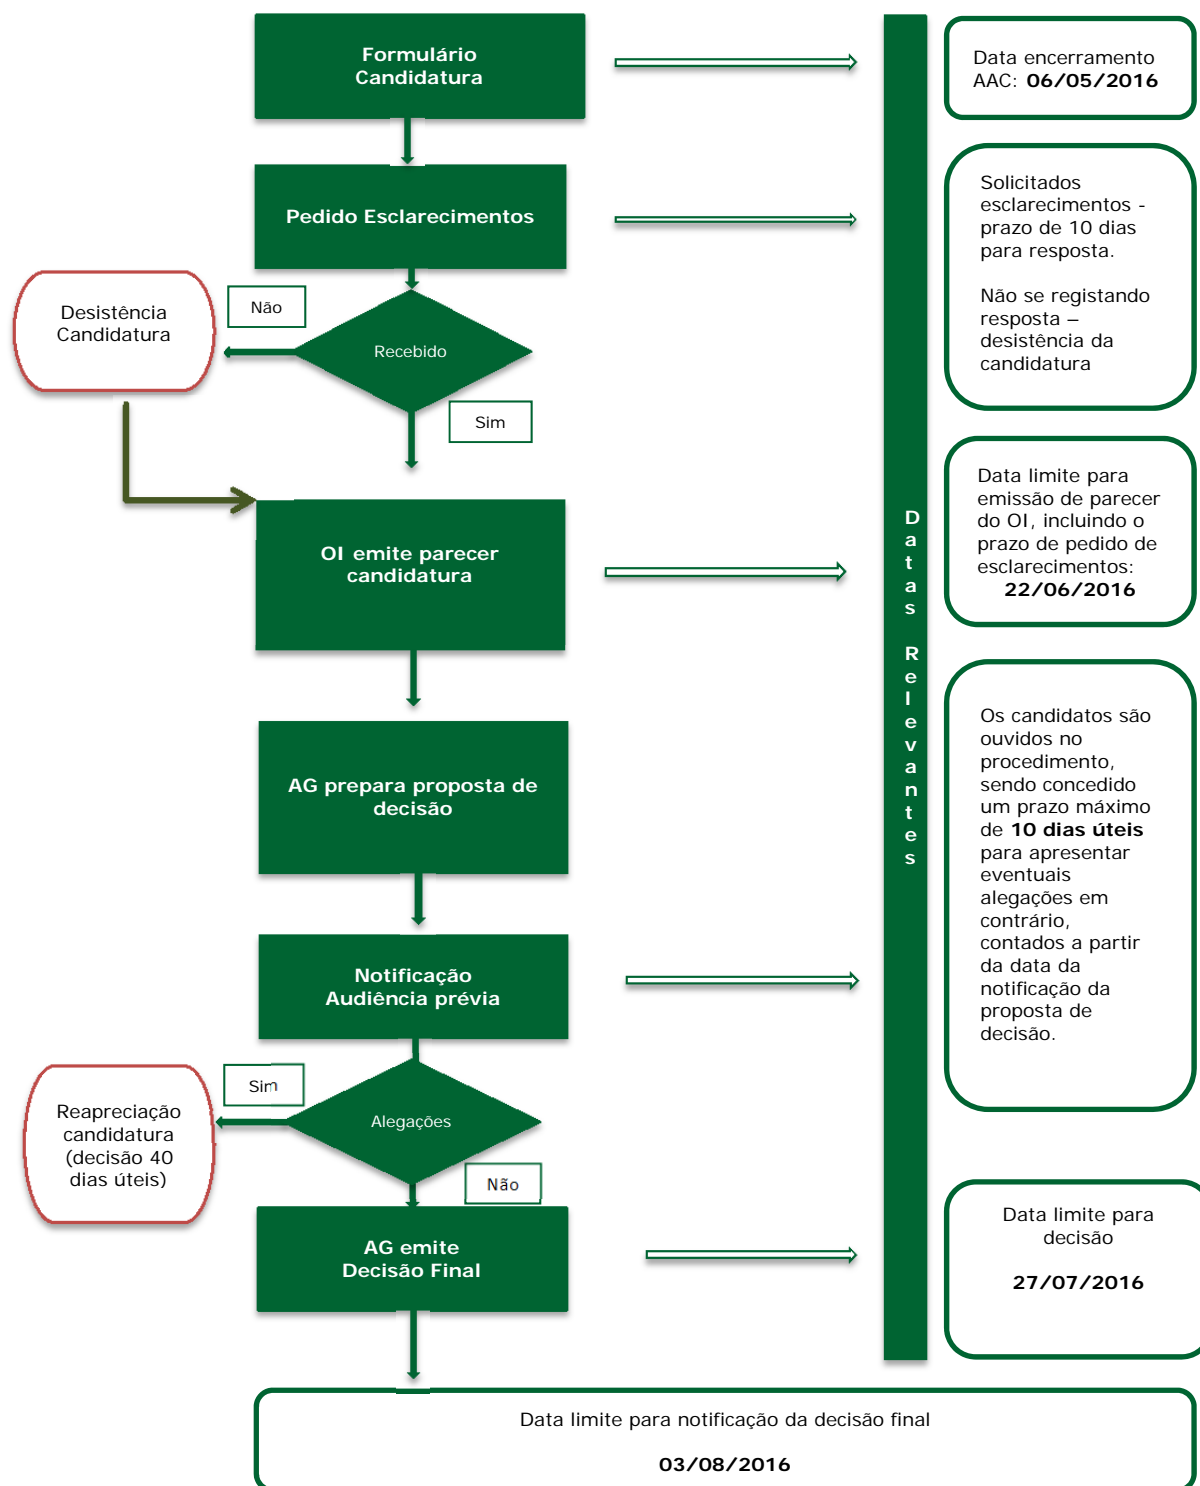 Formulário
Candidatura
Data encerramento
AAC: 06/05/2016
Pedido Esclarecimentos
Solicitados
esclarecimentos -
prazo de 10 dias
para resposta.
Não se registando
resposta –
desistência da
candidatura
Desistência
Candidatura
Não
Recebido
Sim
OI emite parecer
candidatura
Data limite para
emissão de parecer
do OI, incluindo o
prazo de pedido de
esclarecimentos:
22/06/2016
Datas Relevantes
AG prepara proposta de
decisão
Os candidatos são
ouvidos no
procedimento,
sendo concedido
um prazo máximo
de 10 dias úteis
para apresentar
eventuais
alegações em
contrário,
contados a partir
da data da
notificação da
proposta de
decisão.
Notificação
Audiência prévia
Sim
Reapreciação
candidatura
(decisão 40
dias úteis)
Alegações
Não
AG emite
Decisão Final
Data limite para
decisão
27/07/2016
Data limite para notificação da decisão final
03/08/2016